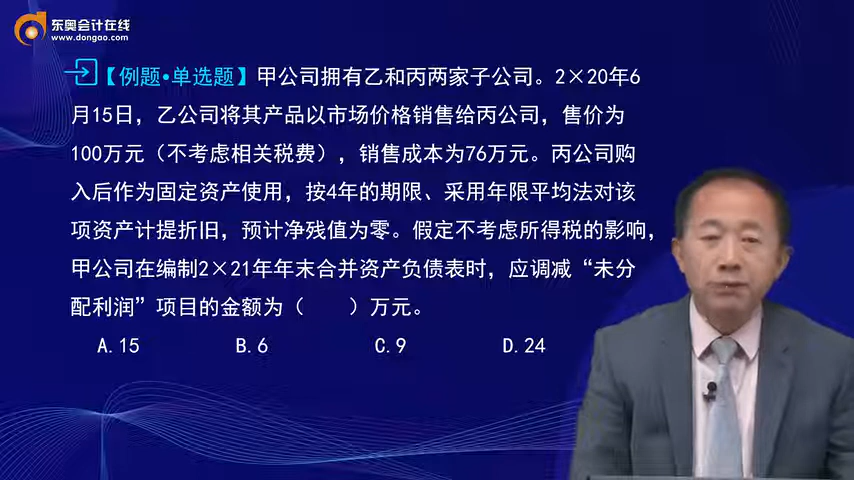 东奥会计在线
www.dongao.com
【例题•单选题】甲公司拥有乙和丙两家子公司。2×20年6
月15日，乙公司将其产品以市场价格销售给丙公司，售价为
100万元（不考虑相关税费），销售成本为76万元。丙公司购
入后作为固定资产使用，按4年的期限、采用年限平均法对该
项资产计提折旧，预计净残值为零。假定不考虑所得税的影响，
甲公司在编制2×21年年末合并资产负债表时，应调减“未分
配利润”项目的金额为（　　）万元。
A.15 B.6 C.9 D.24